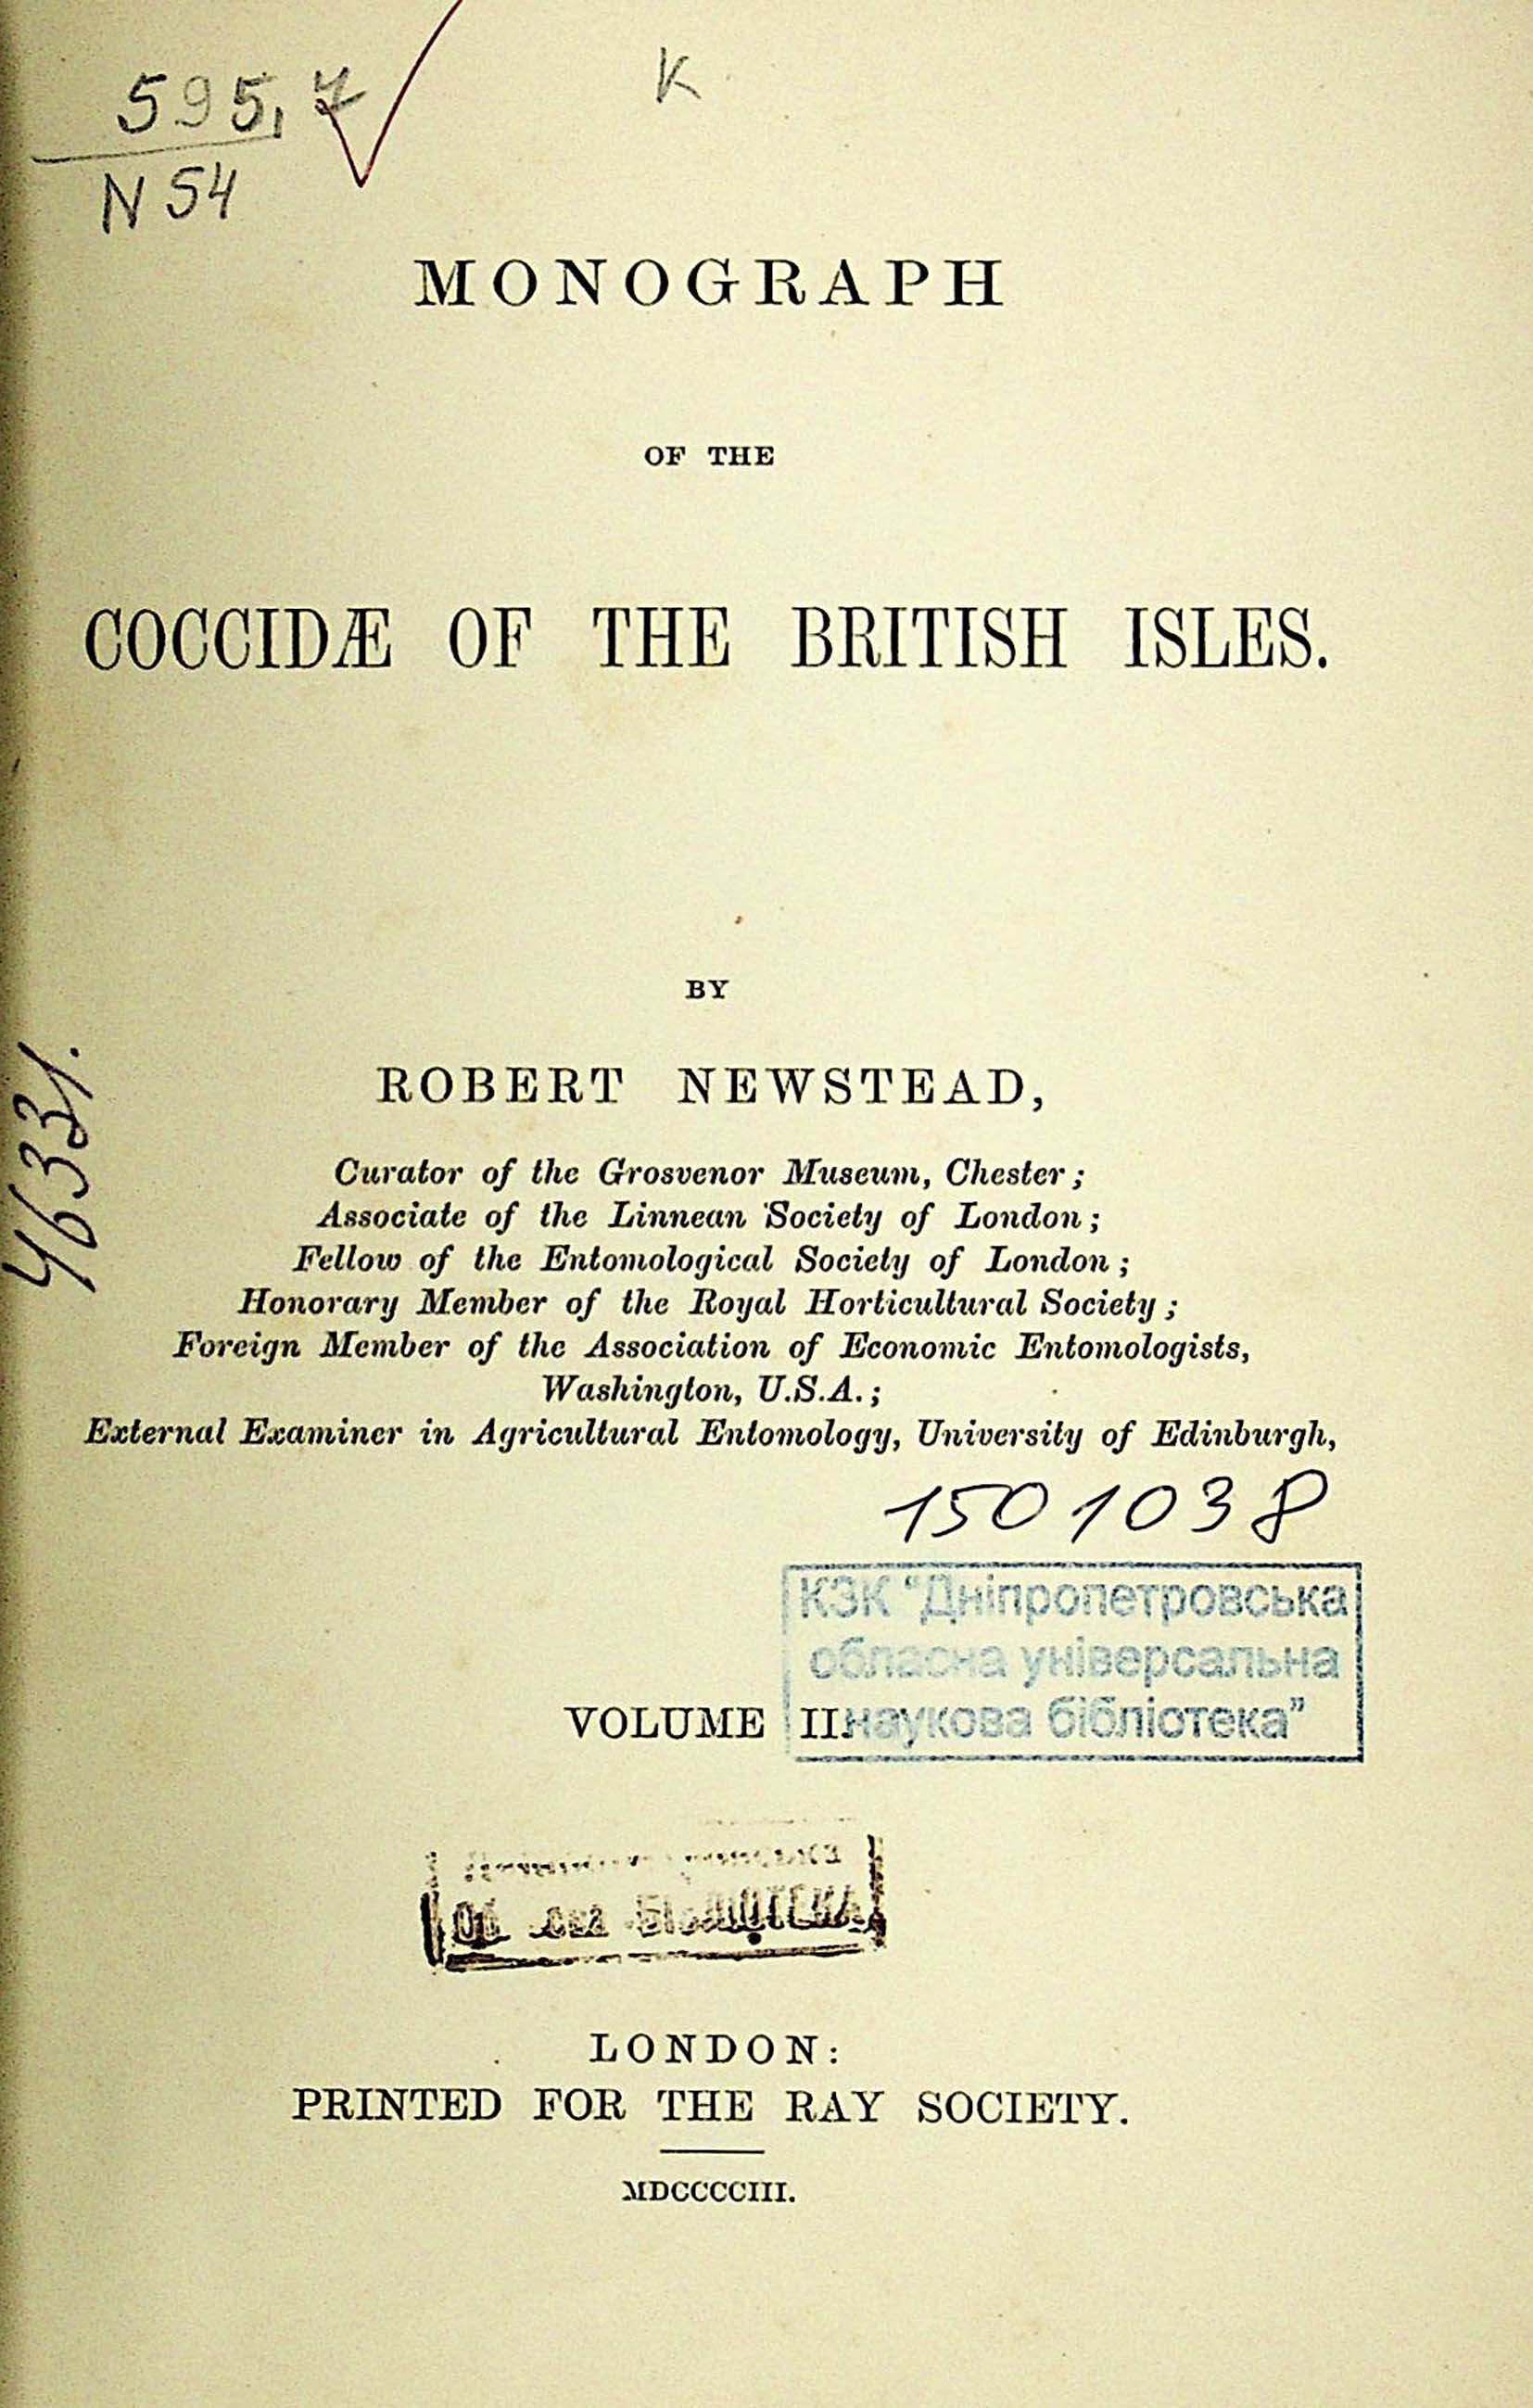 595,7
K
N 54
MONOGRAPH
OF THE
COCCIDÆ OF THE BRITISH ISLES.
BY
ROBERT NEWSTEAD,
Curator of the Grosvenor Museum, Chester;
Associate of the Linnean Society of London;
Fellow of the Entomological Society of London;
Honorary Member of the Royal Horticultural Society;
Foreign Member of the Association of Economic Entomologists,
Washington, U.S.A.;
External Examiner in Agricultural Entomology, University of Edinburgh,
46331.
1501038
КЗК "Дніпропетровська
обласна універсальна
наукова бібліотека"
VOLUME II.
LONDON:
PRINTED FOR THE RAY SOCIETY.
MDCCCCIII.